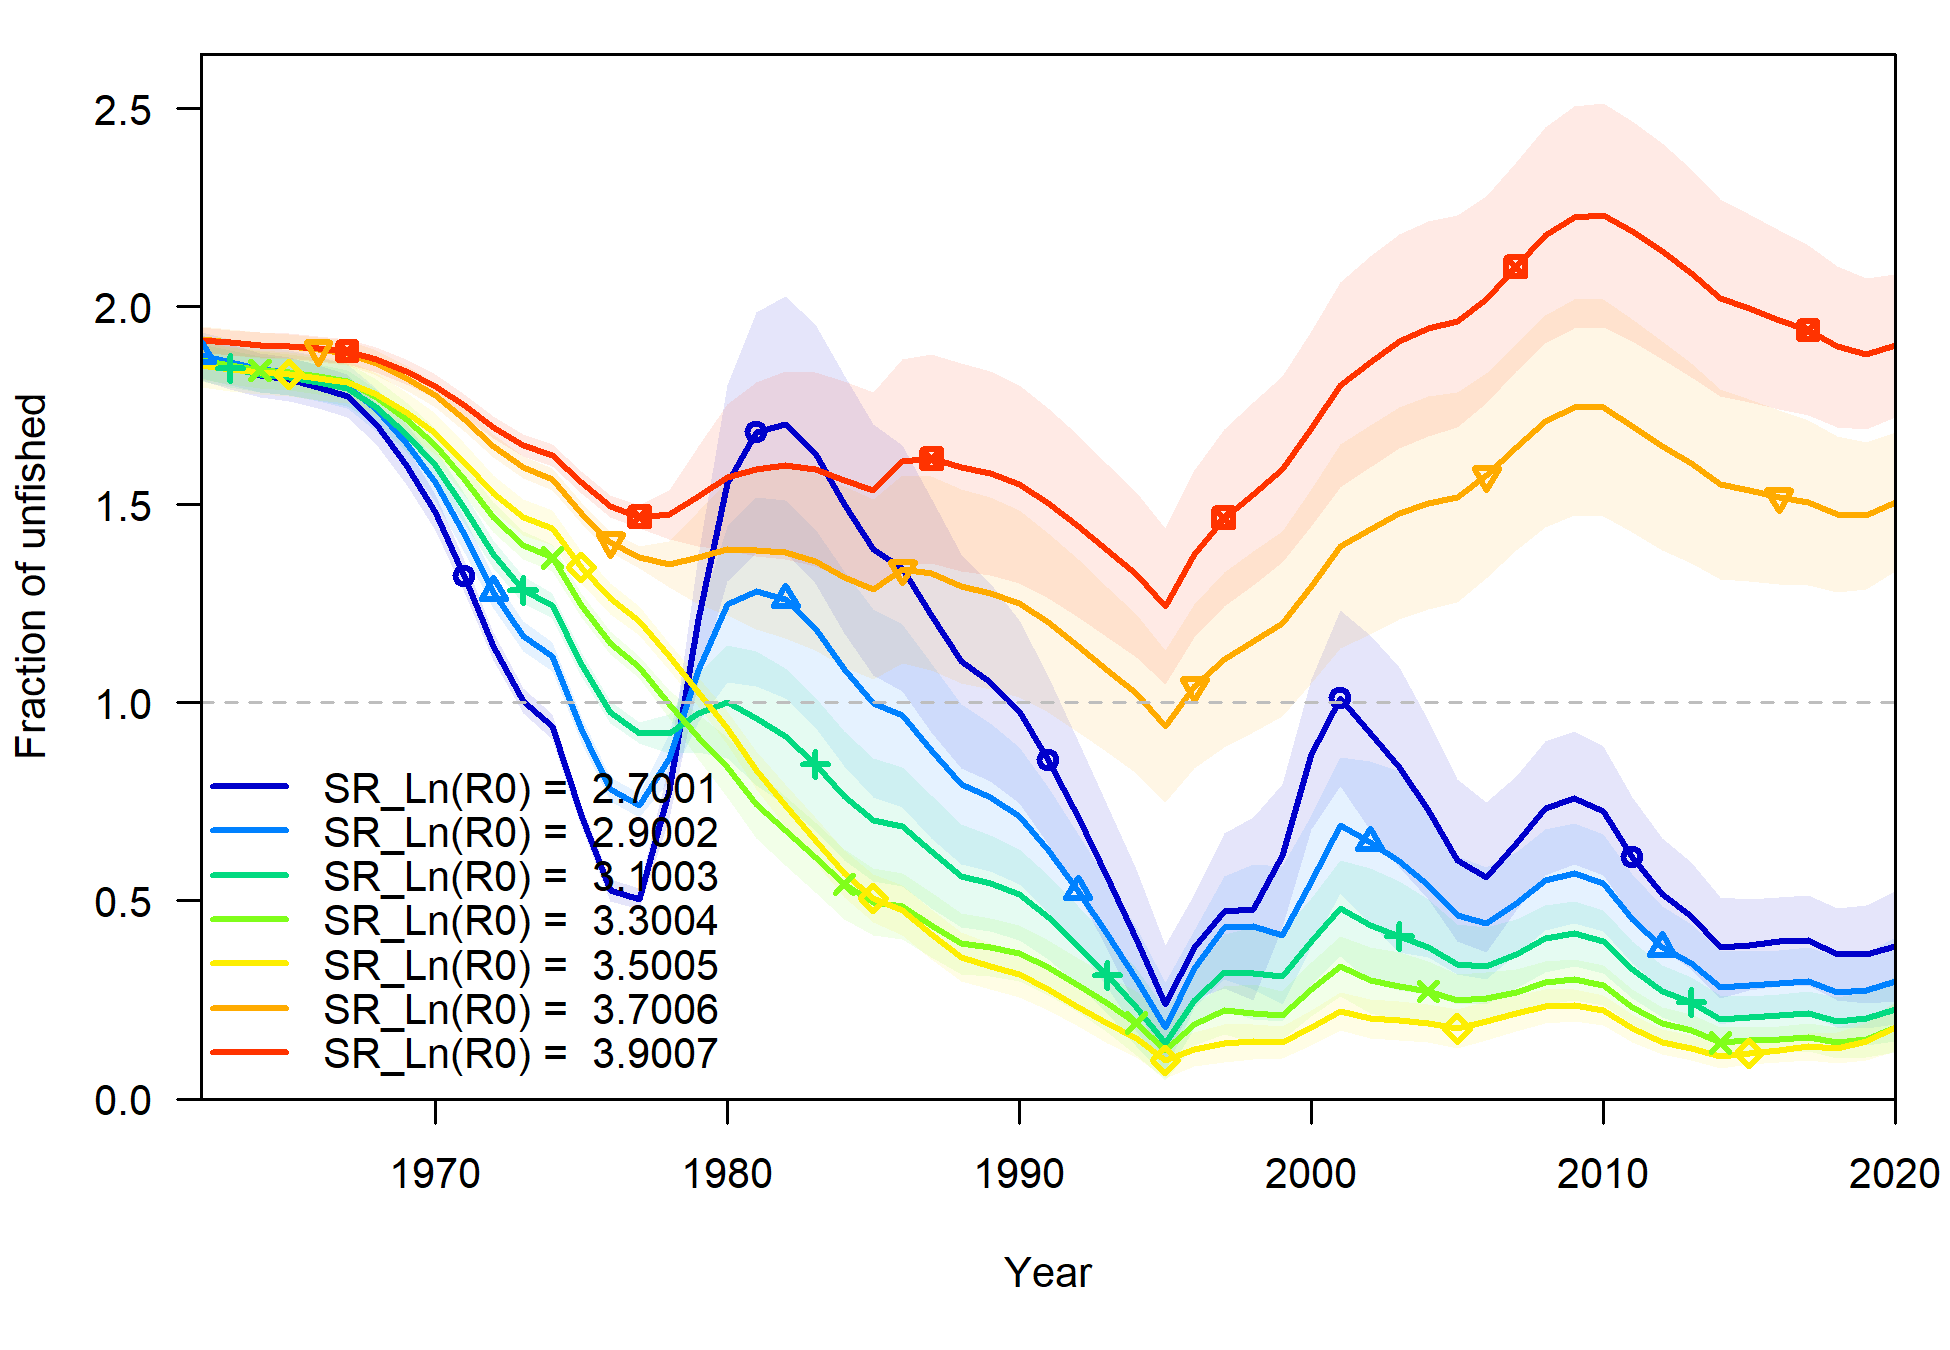 2.5
2.0
1.5
1.0
0.5
0.0
Fraction of unfished
SR_Ln(R0) = 2.7001
SR_Ln(R0) = 2.9002
SR_Ln(R0) = 3.1003
SR_Ln(R0) = 3.3004
SR_Ln(R0) = 3.5005
SR_Ln(R0) = 3.7006
SR_Ln(R0) = 3.9007
1970 1980 1990 2000 2010 2020
Year